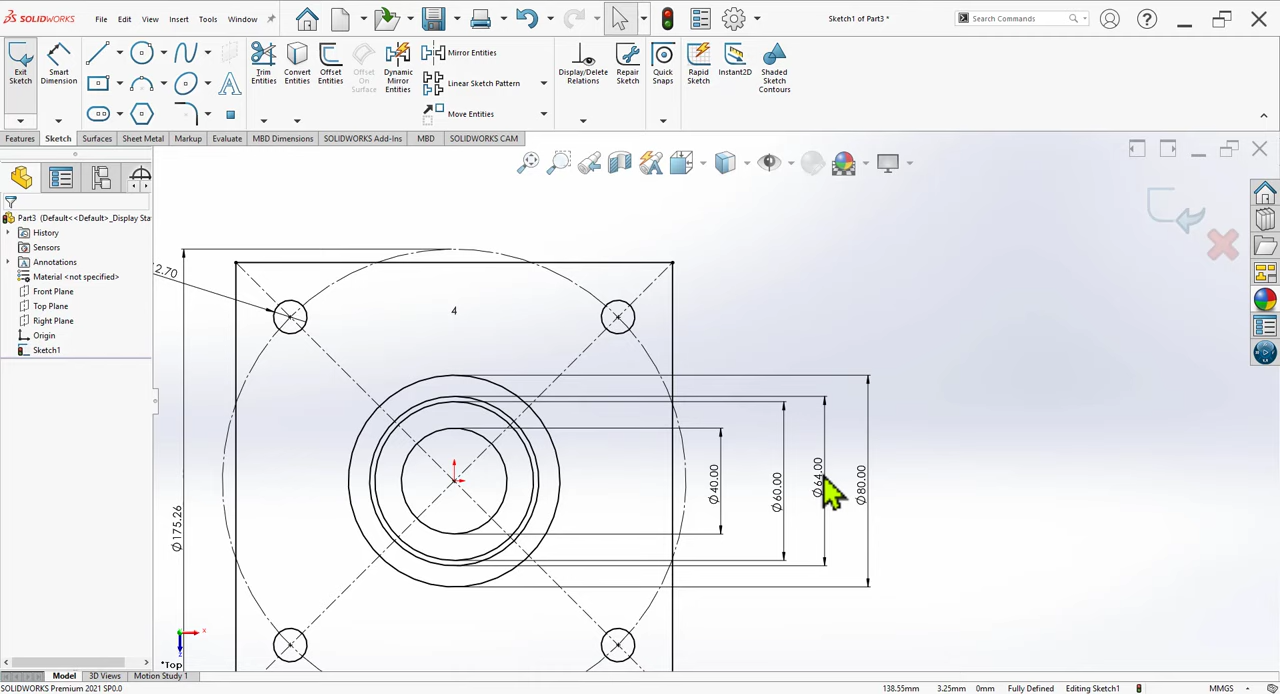 SOLIDWORKS
File
Edit
View
Insert
Tools
Window
Sketch1 of Part3 *
Search Commands
Exit Sketch
Smart Dimension
Trim Entities
Convert Entities
Offset Entities
Offset On Surface
Dynamic Mirror Entities
Mirror Entities
Linear Sketch Pattern
Move Entities
Display/Delete Relations
Repair Sketch
Quick Snaps
Rapid Sketch
Instant2D
Shaded Sketch Contours
Features
Sketch
Surfaces
Sheet Metal
Markup
Evaluate
MBD Dimensions
SOLIDWORKS Add-Ins
MBD
SOLIDWORKS CAM
Part3 (Default<<Default>_Display Sta
History
Sensors
Annotations
Material <not specified>
Front Plane
Top Plane
Right Plane
Origin
Sketch1
2.70
4
Ø175.26
Ø40.00
Ø60.00
Ø64.00
Ø80.00
x
z
*Top
Model
3D Views
Motion Study 1
SOLIDWORKS Premium 2021 SP0.0
138.55mm
3.25mm
0mm
Fully Defined
Editing Sketch1
MMGS